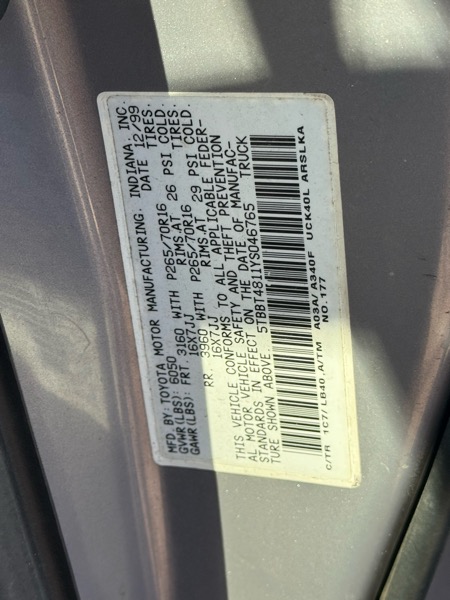 MFD BY: TOYOTA MOTOR MANUFACTURING: INDIANA, INC.
GVWR(LBS): 6050 DATE 12/99
GAWR(LBS): FRT. 3160 WITH P265/70R16 TIRES.
16X7JJ RIMS.AT 26 PSI COLD.
RR. 3960 WITH P265/70R16 TIRES.
16X7JJ RIMS.AT 29 PSI COLD.
THIS VEHICLE CONFORMS TO ALL APPLICABLE FEDER-
AL MOTOR VEHICLE SAFETY AND THEFT PREVENTION
STANDARDS IN EFFECT ON THE DATE OF MANUFAC-
TURE SHOWN ABOVE.
5TBBT4811YS046765 TRUCK
C/TR 1C7/ LB40 .A/TM A03A/ A340F UCK40L ARSLKA
NO.177